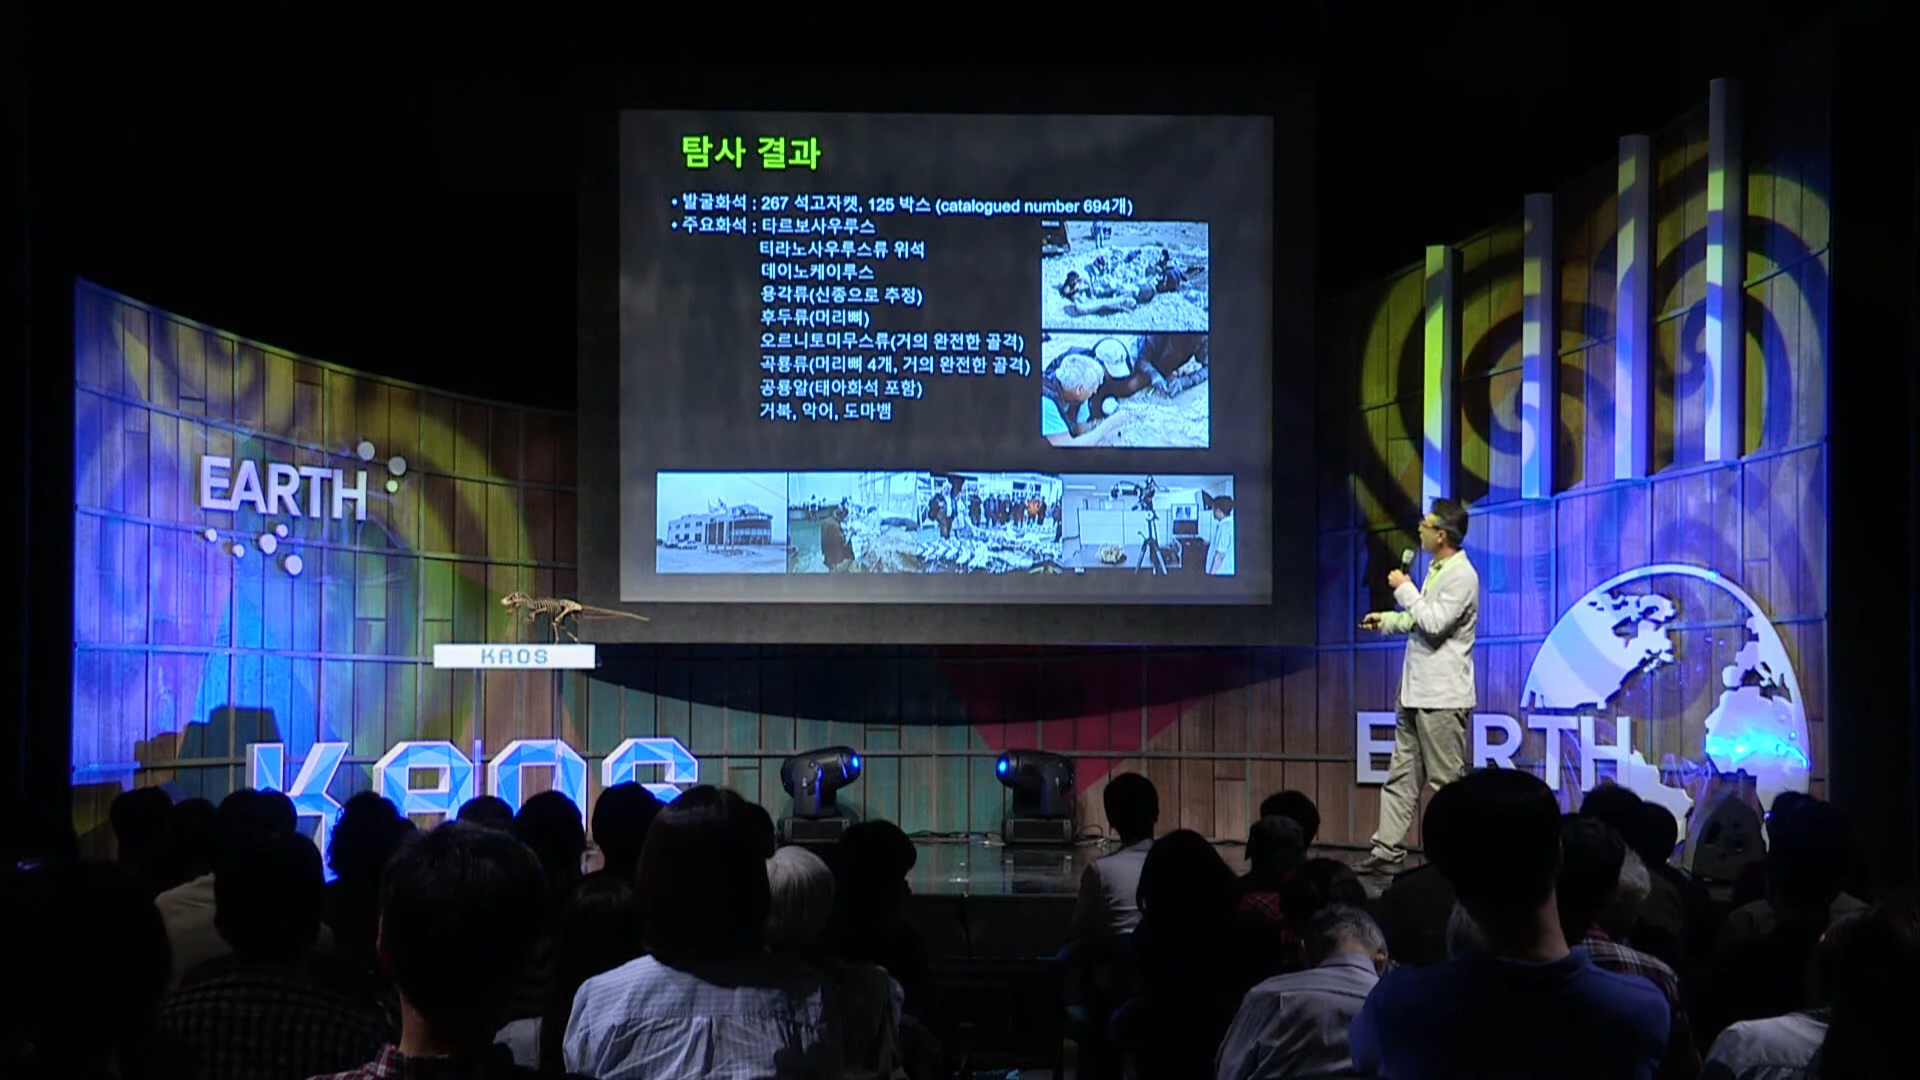 탐사 결과
• 발굴화석 : 267 석고자켓, 125 박스 (catalogued number 694개)
• 주요화석 : 타르보사우루스
티라노사우루스류 위석
데이노케이루스
용각류(신종으로 추정)
후두류(머리뼈)
오르니토미무스류(거의 완전한 골격)
곡룡류(머리뼈 4개, 거의 완전한 골격)
공룡알(태아화석 포함)
거북, 악어, 도마뱀
EARTH
KAOS
KAOS
EARTH